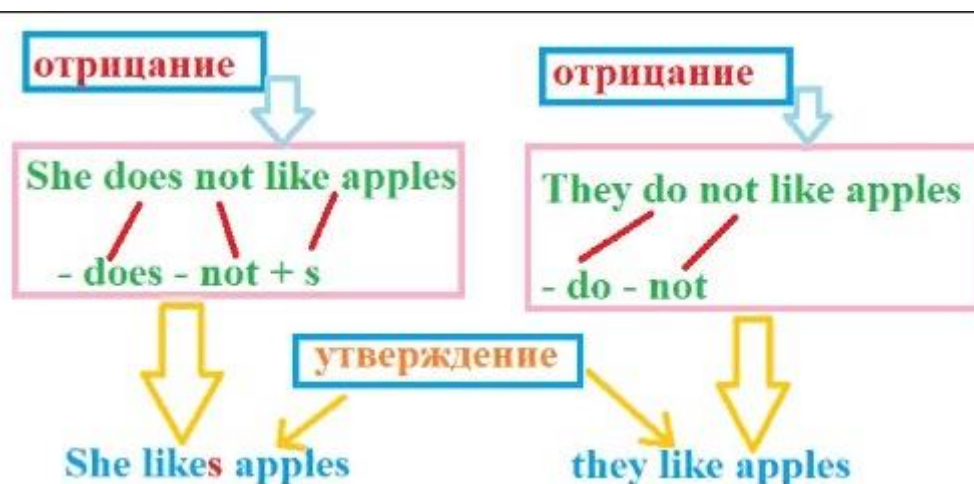 отрицание
She does not like apples
- does - not + s
отрицание
They do not like apples
- do - not
утверждение
She likes apples
they like apples